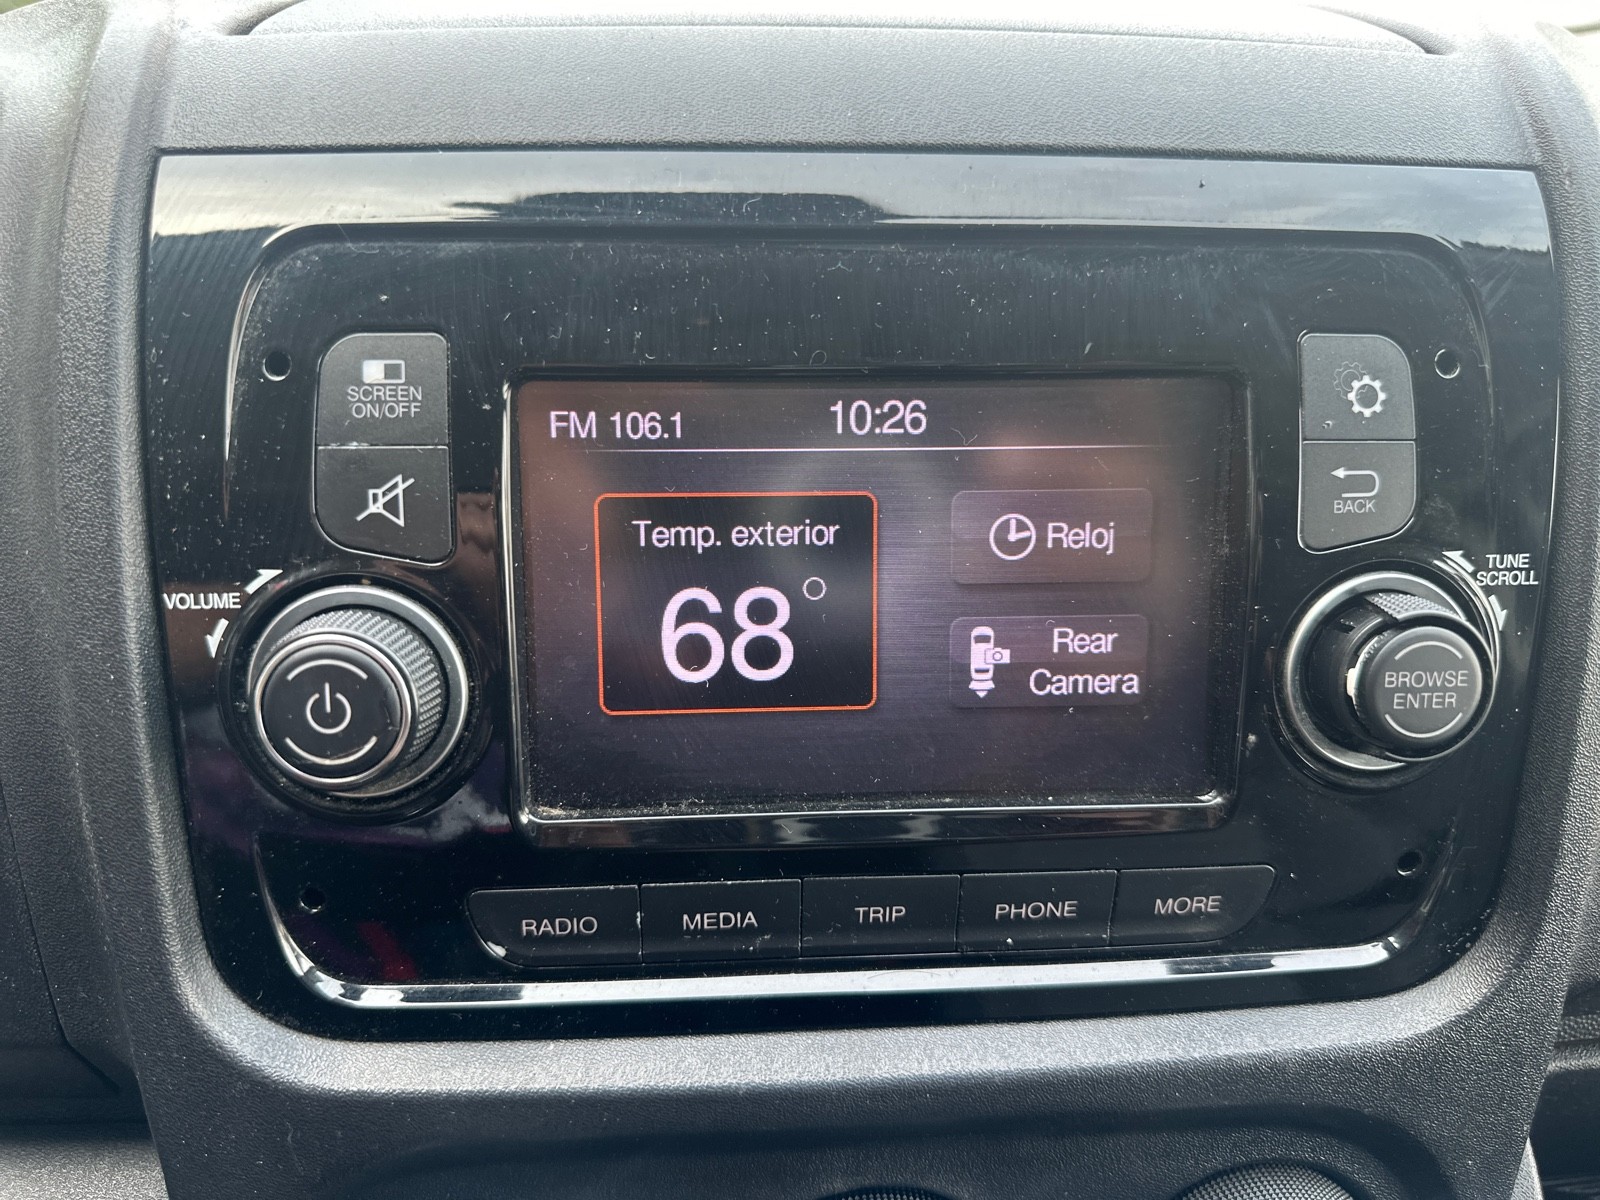 SCREEN
ON/OFF
VOLUME
FM 106.1
10:26
Temp. exterior
68°
Reloj
Rear
Camera
BACK
TUNE
SCROLL
BROWSE
ENTER
RADIO
MEDIA
TRIP
PHONE
MORE